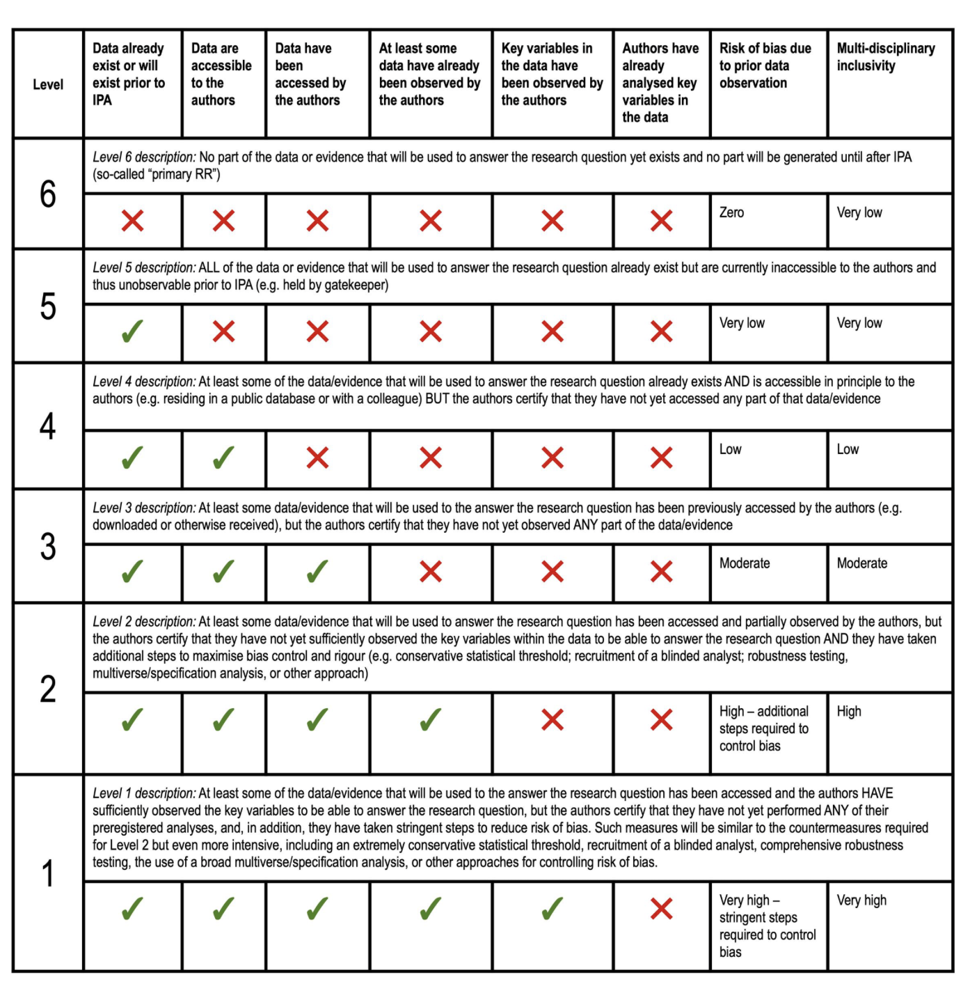 Level
Data already
exist or will
exist prior to
IPA
Data are
accessible
to the
authors
Data have
been
accessed by
the authors
At least some
data have already
been observed by
the authors
Key variables in
the data have
been observed by
the authors
Authors have
already
analysed key
variables in
the data
Risk of bias due
to prior data
observation
Multi-disciplinary
inclusivity
6
Level 6 description: No part of the data or evidence that will be used to answer the research question yet exists and no part will be generated until after IPA
(so-called “primary RR”)
✕ ✕ ✕ ✕ ✕ ✕
Zero
Very low
5
Level 5 description: ALL of the data or evidence that will be used to answer the research question already exist but are currently inaccessible to the authors and
thus unobservable prior to IPA (e.g. held by gatekeeper)
✓ ✕ ✕ ✕ ✕ ✕
Very low
Very low
4
Level 4 description: At least some of the data/evidence that will be used to answer the research question already exists AND is accessible in principle to the
authors (e.g. residing in a public database or with a colleague) BUT the authors certify that they have not yet accessed any part of that data/evidence
✓ ✓ ✕ ✕ ✕ ✕
Low
Low
3
Level 3 description: At least some data/evidence that will be used to the answer the research question has been previously accessed by the authors (e.g.
downloaded or otherwise received), but the authors certify that they have not yet observed ANY part of the data/evidence
✓ ✓ ✓ ✕ ✕ ✕
Moderate
Moderate
2
Level 2 description: At least some data/evidence that will be used to answer the research question has been accessed and partially observed by the authors, but
the authors certify that they have not yet sufficiently observed the key variables within the data to be able to answer the research question AND they have taken
additional steps to maximise bias control and rigour (e.g. conservative statistical threshold; recruitment of a blinded analyst; robustness testing,
multiverse/specification analysis, or other approach)
✓ ✓ ✓ ✓ ✕ ✕
High – additional
steps required to
control bias
High
1
Level 1 description: At least some of the data/evidence that will be used to the answer the research question has been accessed and the authors HAVE
sufficiently observed the key variables to be able to answer the research question, but the authors certify that they have not yet performed ANY of their
preregistered analyses, and, in addition, they have taken stringent steps to reduce risk of bias. Such measures will be similar to the countermeasures required
for Level 2 but even more intensive, including an extremely conservative statistical threshold, recruitment of a blinded analyst, comprehensive robustness
testing, the use of a broad multiverse/specification analysis, or other approaches for controlling risk of bias.
✓ ✓ ✓ ✓ ✓ ✕
Very high –
stringent steps
required to control
bias
Very high